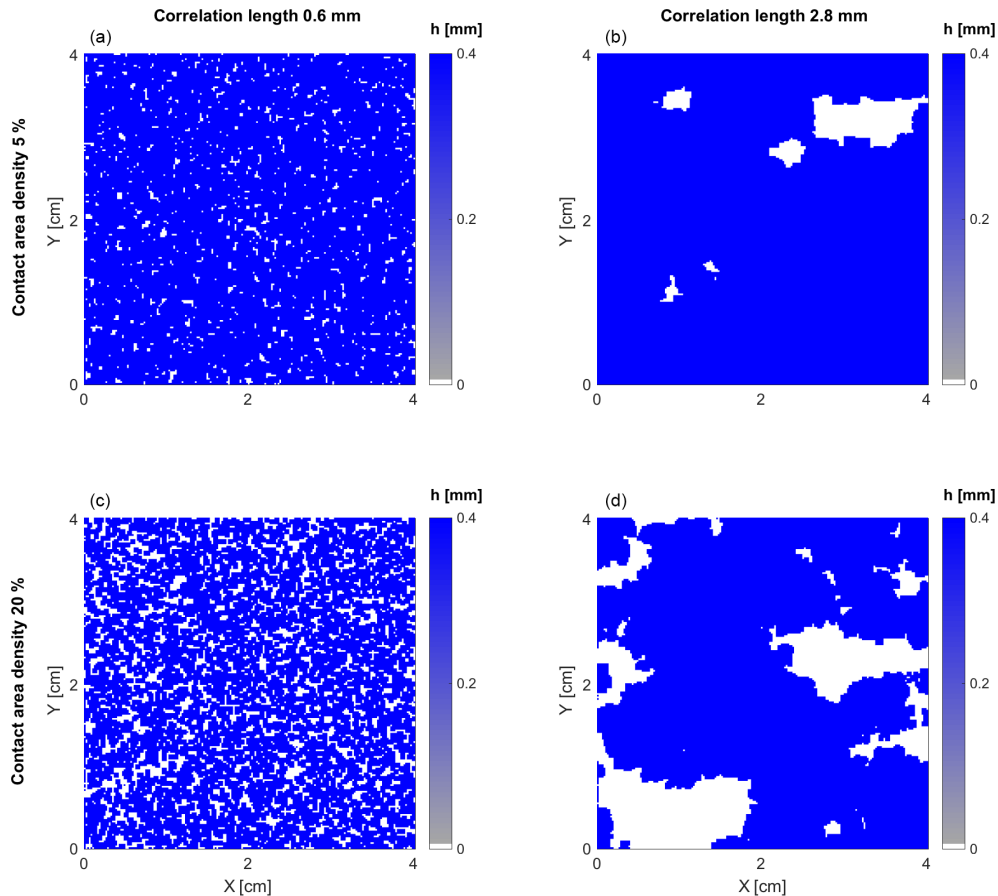 Correlation length 0.6 mm
Correlation length 2.8 mm
(a)
h [mm]
(b)
h [mm]
Contact area density 5 %
Y [cm]
4
2
0
0
2
4
0.4
0.2
0
Y [cm]
4
2
0
0
2
4
0.4
0.2
0
(c)
h [mm]
(d)
h [mm]
Contact area density 20 %
Y [cm]
4
2
0
0
2
4
X [cm]
0.4
0.2
0
Y [cm]
4
2
0
0
2
4
X [cm]
0.4
0.2
0